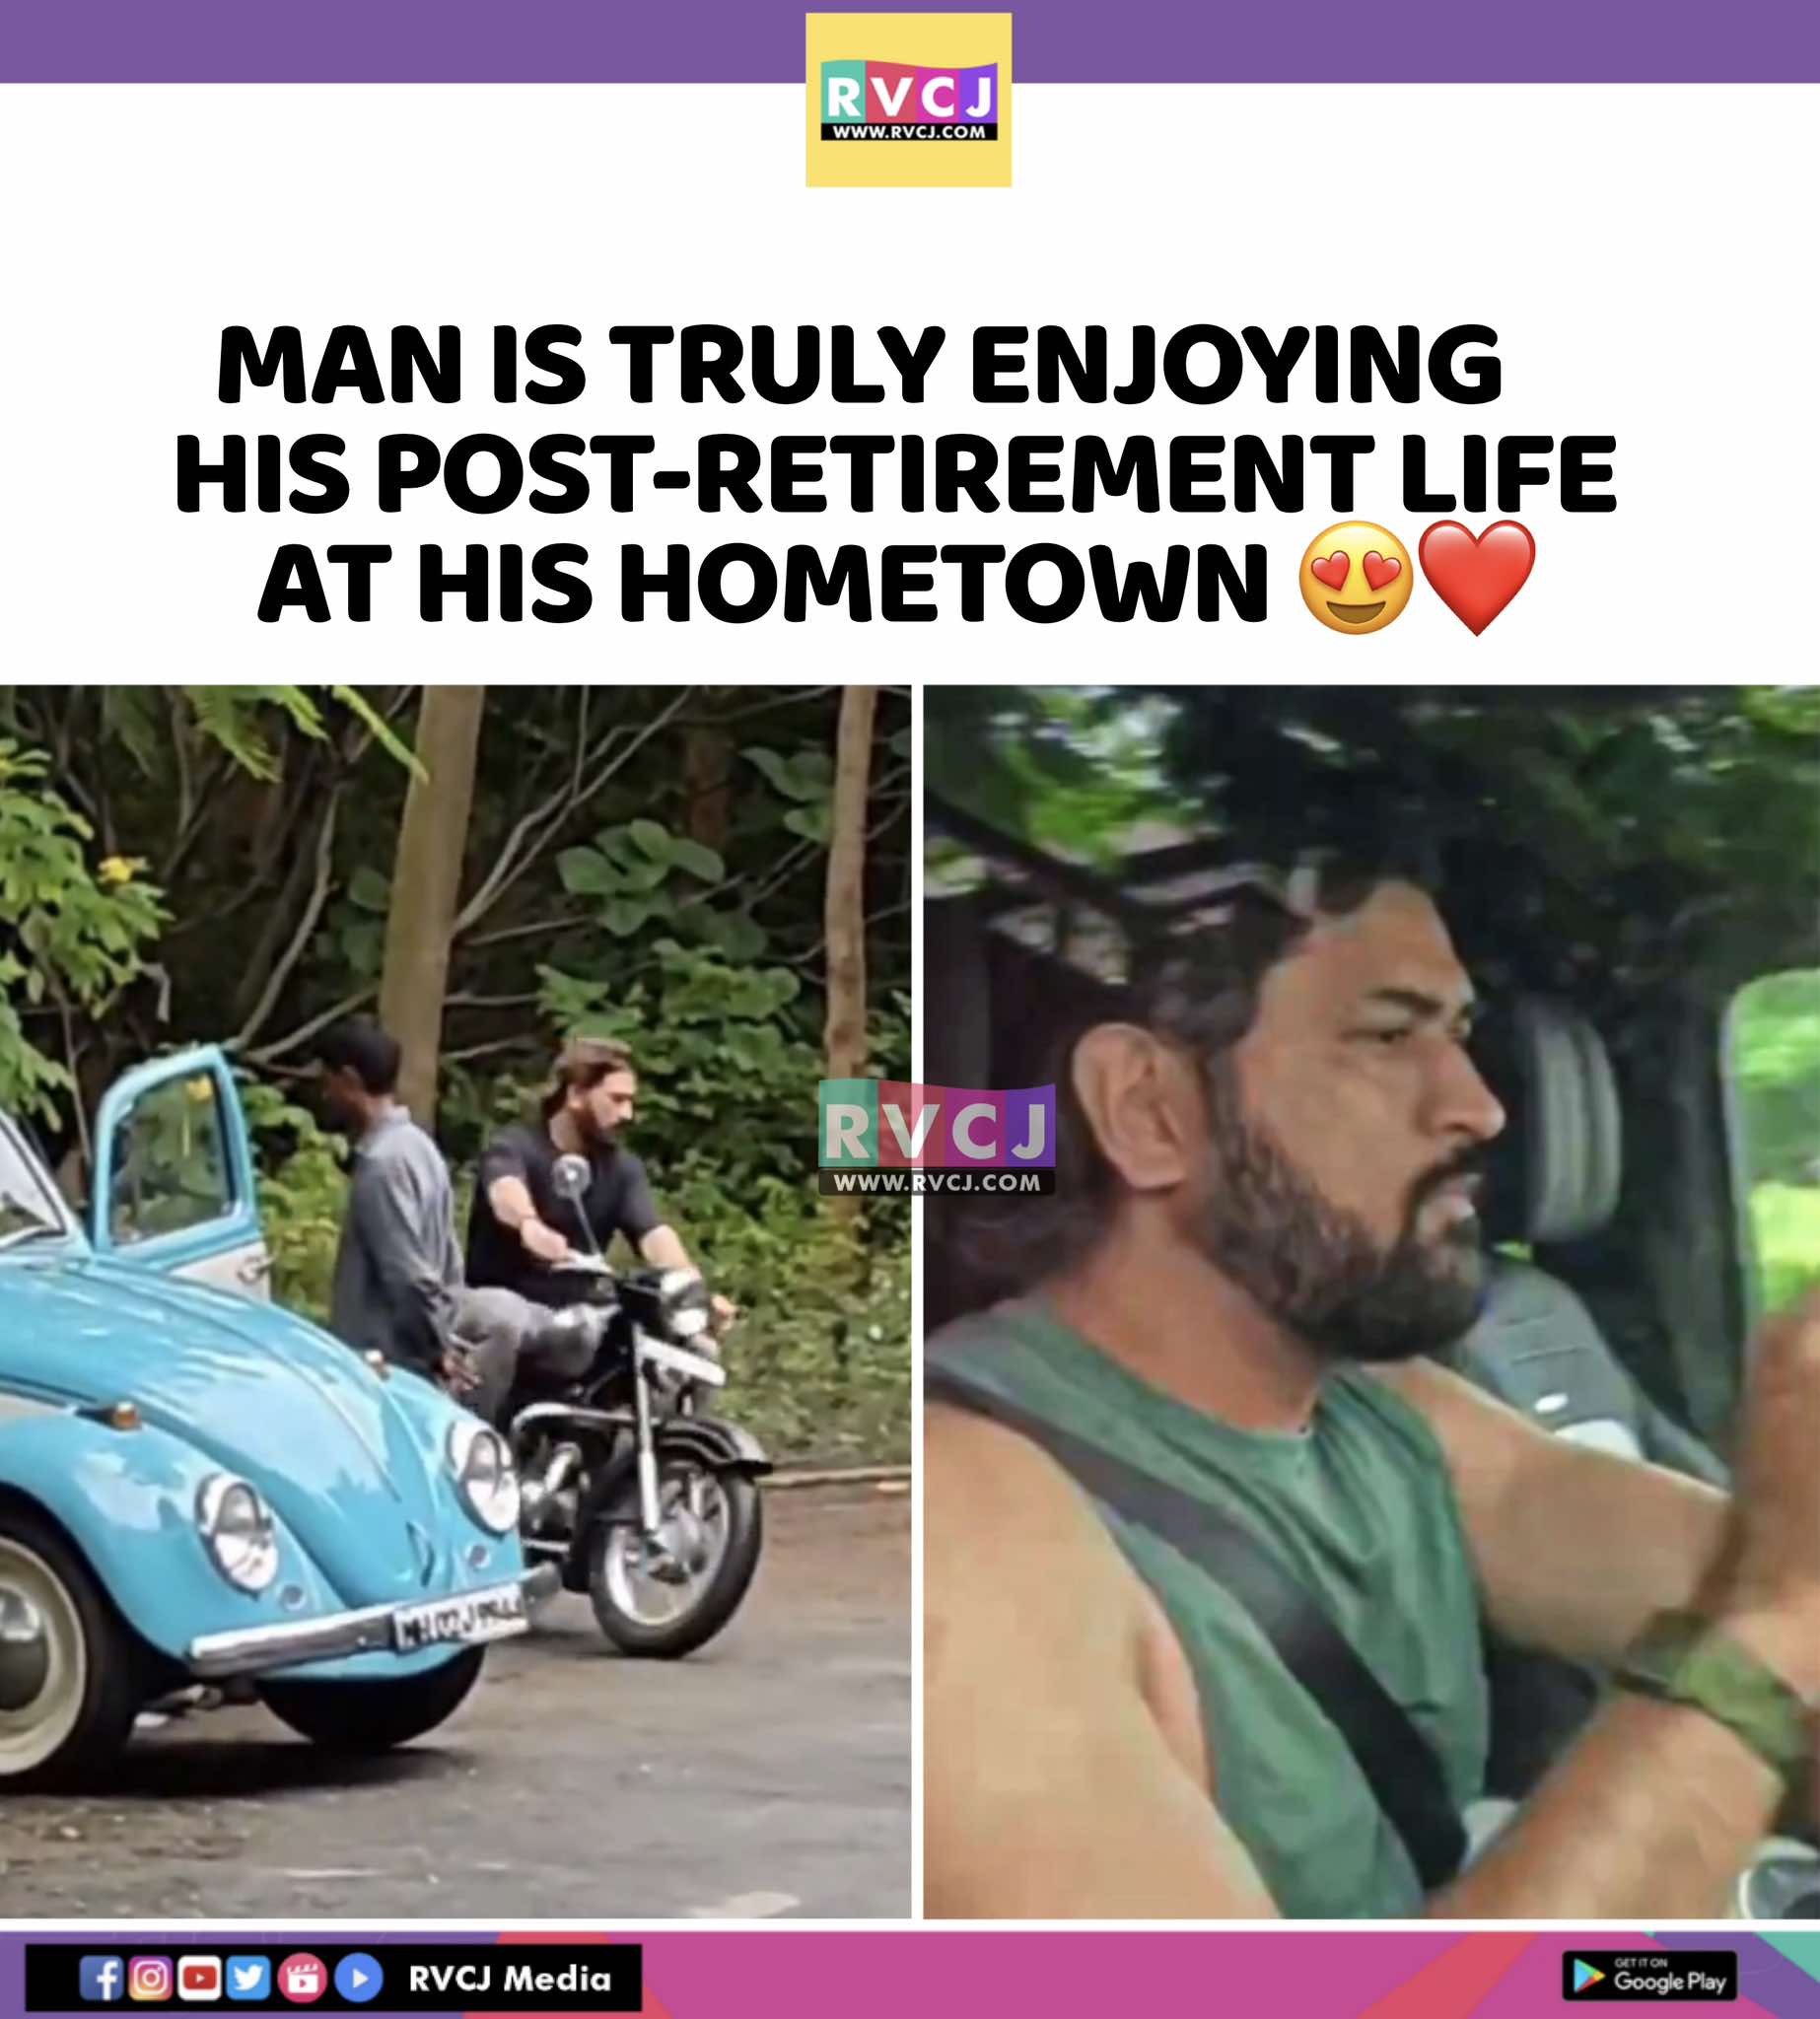 RVCJ
WWW.RVCJ.COM
MAN IS TRULY ENJOYING
HIS POST-RETIREMENT LIFE
AT HIS HOMETOWN 😍❤️
RVCJ
WWW.RVCJ.COM
RVCJ Media
GET IT ON
Google Play